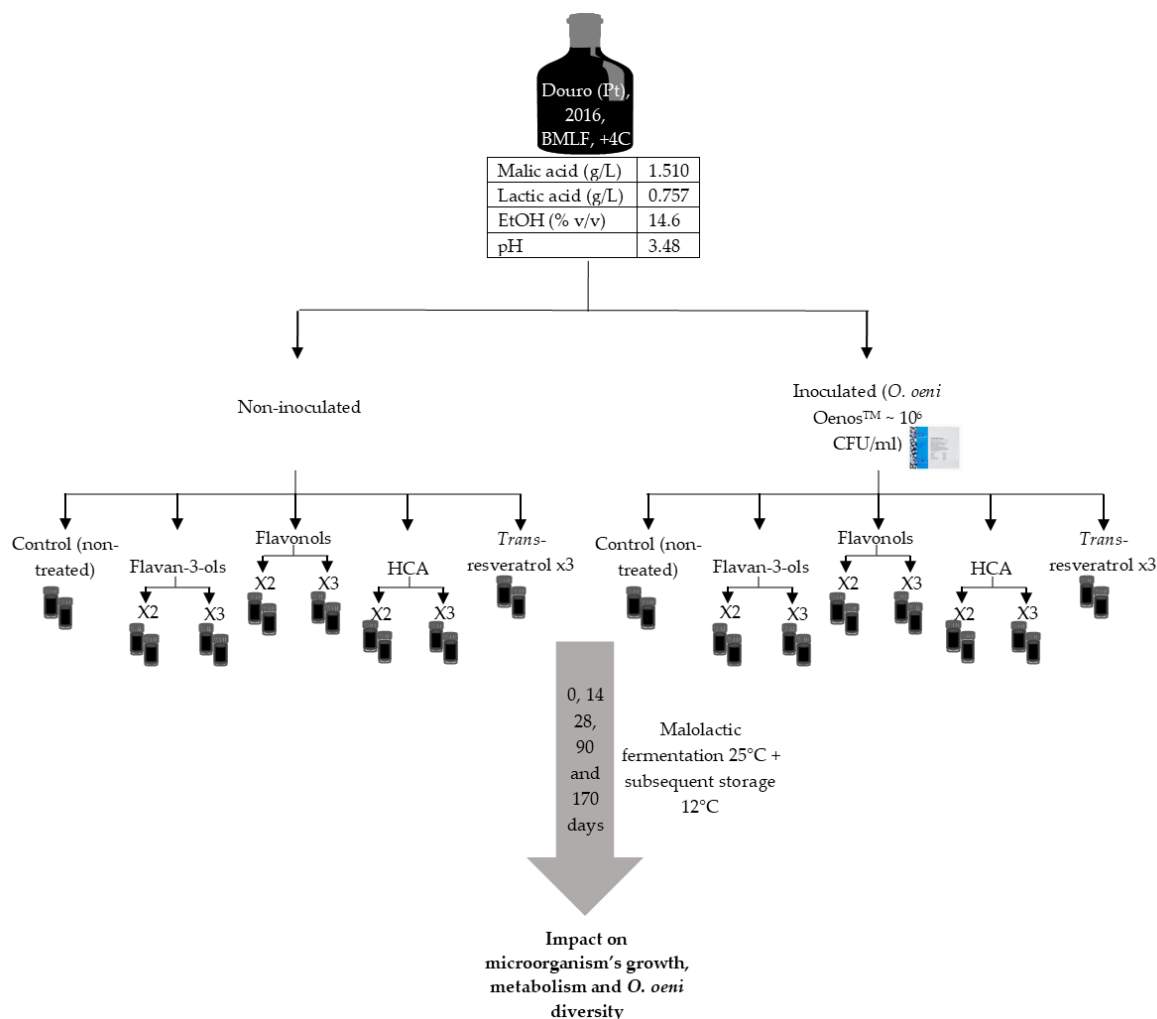 Douro (Pt),
2016,
BMLF, +4C
Malic acid (g/L) 1.510
Lactic acid (g/L) 0.757
EtOH (% v/v) 14.6
pH 3.48
Non-inoculated
Inoculated (O. oeni
Oenos™ ~ 10⁶
CFU/ml)
Control (non-
treated)
Flavan-3-ols
X2 X3
Flavonols
X2 X3
HCA
X2 X3
Trans-
resveratrol x3
Control (non-
treated)
Flavan-3-ols
X2 X3
Flavonols
X2 X3
HCA
X2 X3
Trans-
resveratrol x3
0, 14
28,
90
and
170
days
Malolactic
fermentation 25°C +
subsequent storage
12°C
Impact on
microorganism’s growth,
metabolism and O. oeni
diversity